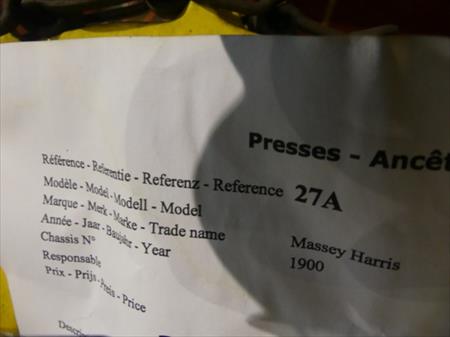 Presses - Ancêt
Référence - Referentie - Referenz - Reference 27A
Modèle - Model - Modell - Model
Marque - Merk - Marke - Trade name Massey Harris
Année - Jaar - Baujahr - Year 1900
Chassis N°
Responsable
Prix - Prijs - Preis - Price
Descri